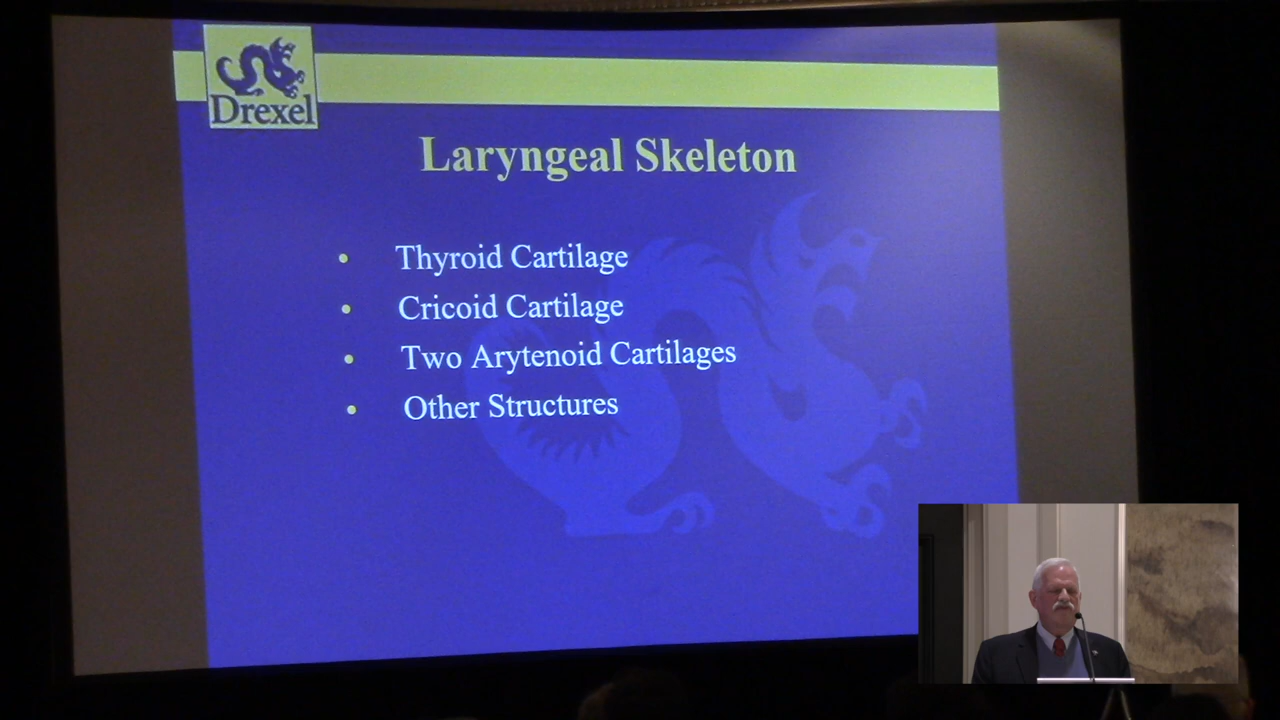 Drexel
Laryngeal Skeleton
• Thyroid Cartilage
• Cricoid Cartilage
• Two Arytenoid Cartilages
• Other Structures